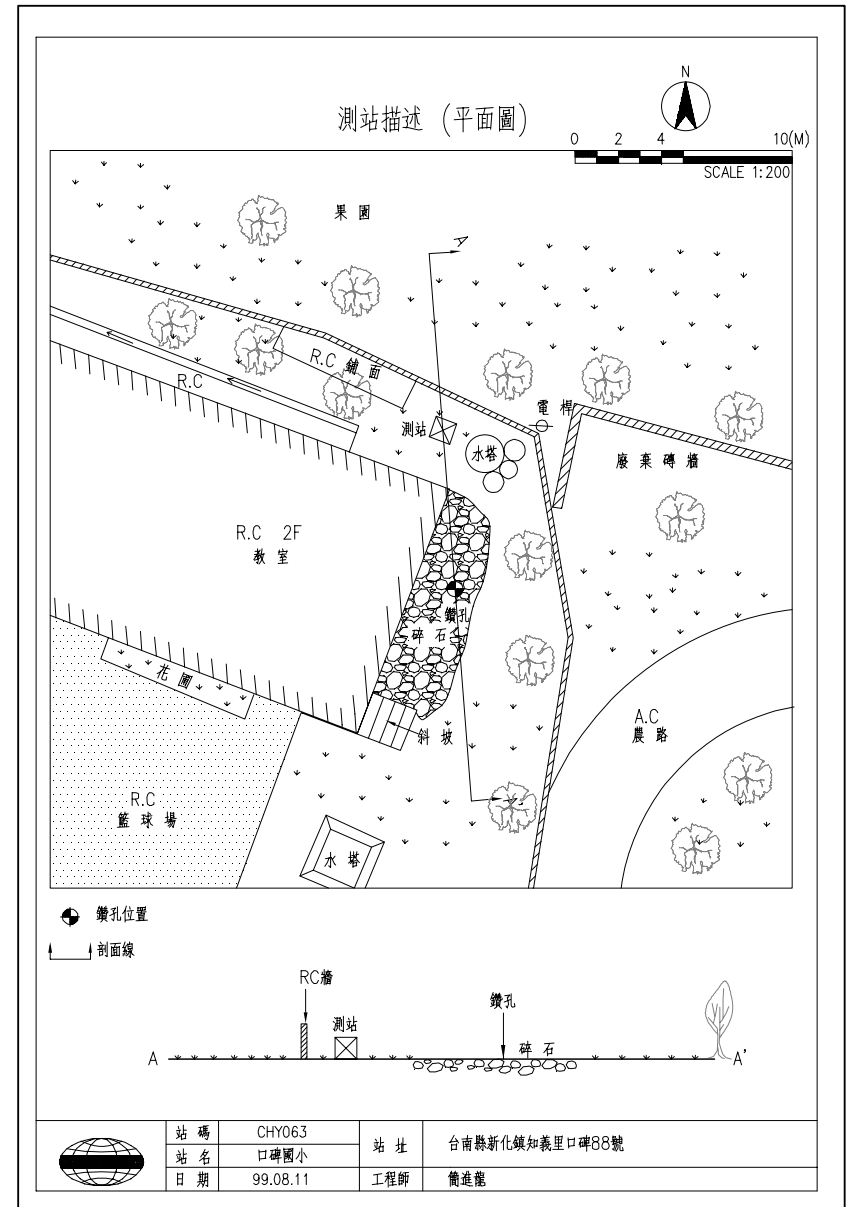 N
測站描述 (平面圖)
0 2 4 10(M)
SCALE 1:200
果園
A
R.C 鋪面
R.C
電桿
測站
水塔
廢棄磚牆
R.C 2F
教室
鑽孔
碎石
花圃
斜坡
A.C
農路
R.C
籃球場
水塔
鑽孔位置
剖面線
RC牆
鑽孔
測站
碎石
A
A'
站碼 CHY063
站址 台南縣新化鎮知義里口碑88號
站名 口碑國小
日期 99.08.11
工程師 簡進龍